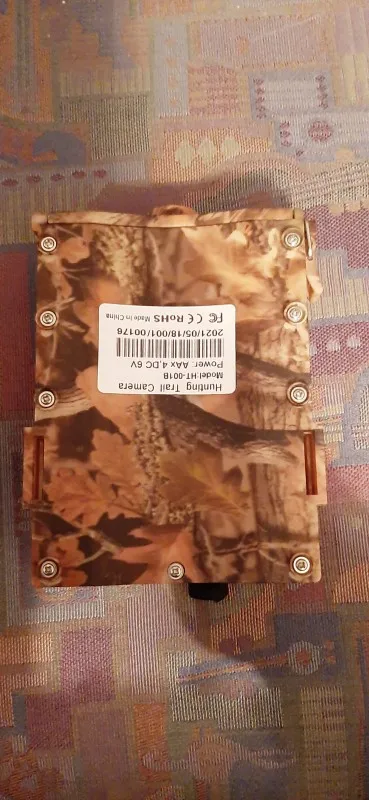 Hunting Trail Camera
Model:HT-001B
Power: AAx 4,DC 6V
2021/05/18/001/00176
FC CE RoHS Made in China